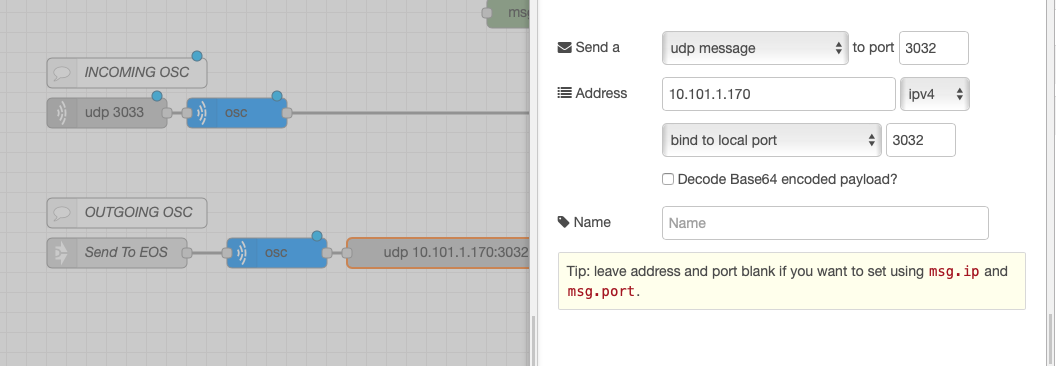 msg
INCOMING OSC
udp 3033
osc
OUTGOING OSC
Send To EOS
osc
udp 10.101.1.170:3032
Send a
udp message
to port
3032
Address
10.101.1.170
ipv4
bind to local port
3032
Decode Base64 encoded payload?
Name
Name
Tip: leave address and port blank if you want to set using msg.ip and
msg.port.